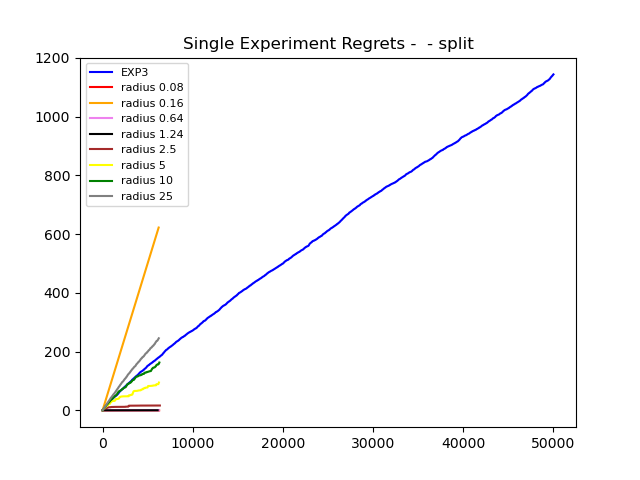 Single Experiment Regrets -  - split
1200
1000
800
600
400
200
0
EXP3
radius 0.08
radius 0.16
radius 0.64
radius 1.24
radius 2.5
radius 5
radius 10
radius 25
0 10000 20000 30000 40000 50000